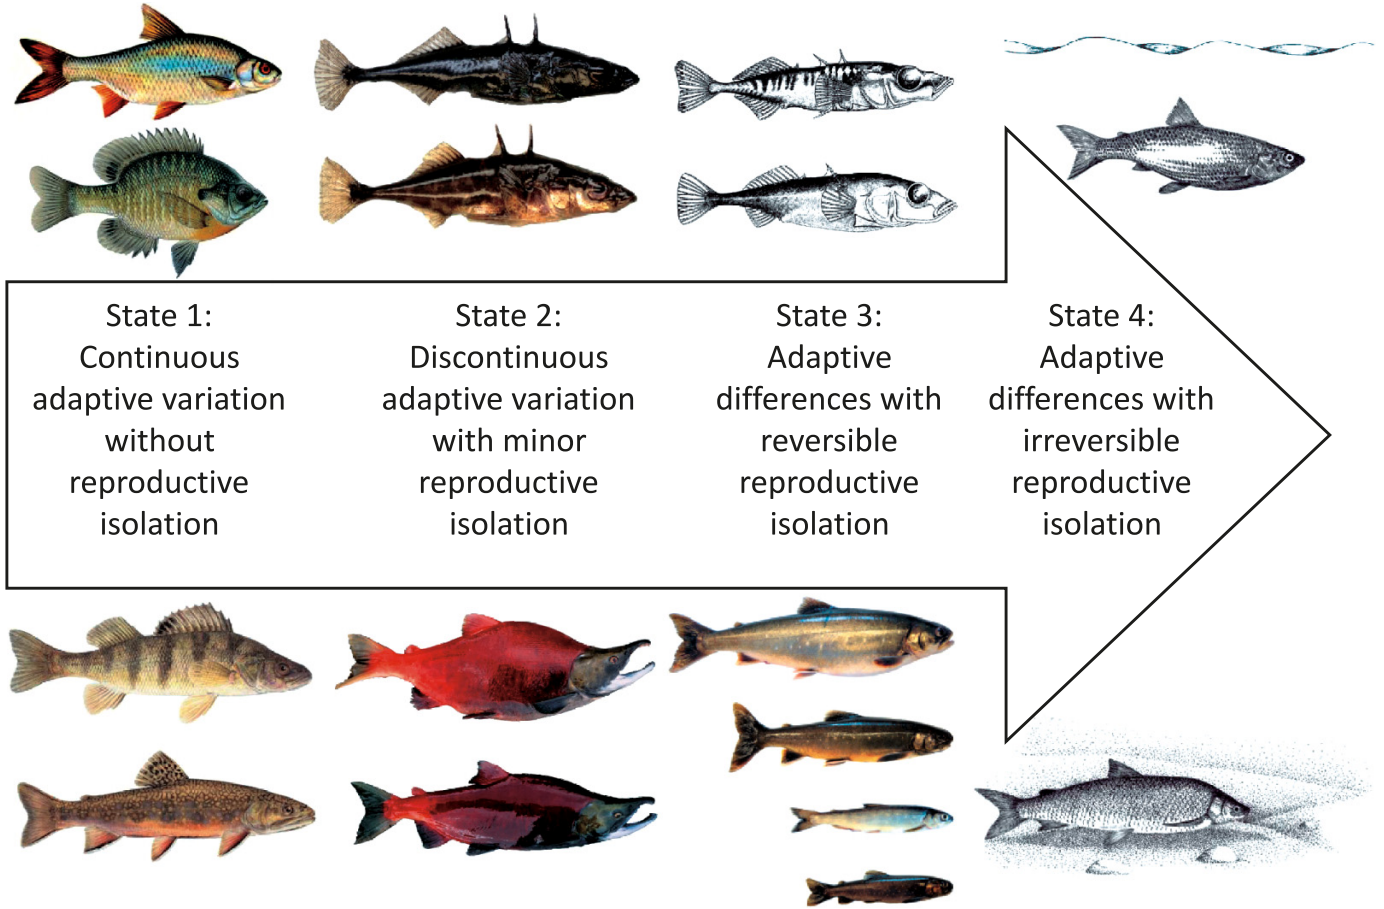 State 1:
Continuous
adaptive variation
without
reproductive
isolation
State 2:
Discontinuous
adaptive variation
with minor
reproductive
isolation
State 3:
Adaptive
differences with
reversible
reproductive
isolation
State 4:
Adaptive
differences with
irreversible
reproductive
isolation